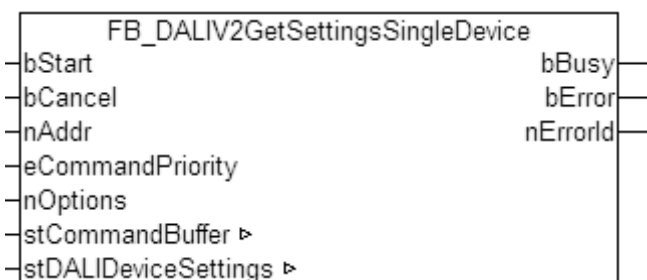 FB_DALIV2GetSettingsSingleDevice
bStart bBusy
bCancel bError
nAddr nErrorId
eCommandPriority
nOptions
stCommandBuffer ▹
stDALIDeviceSettings ▹